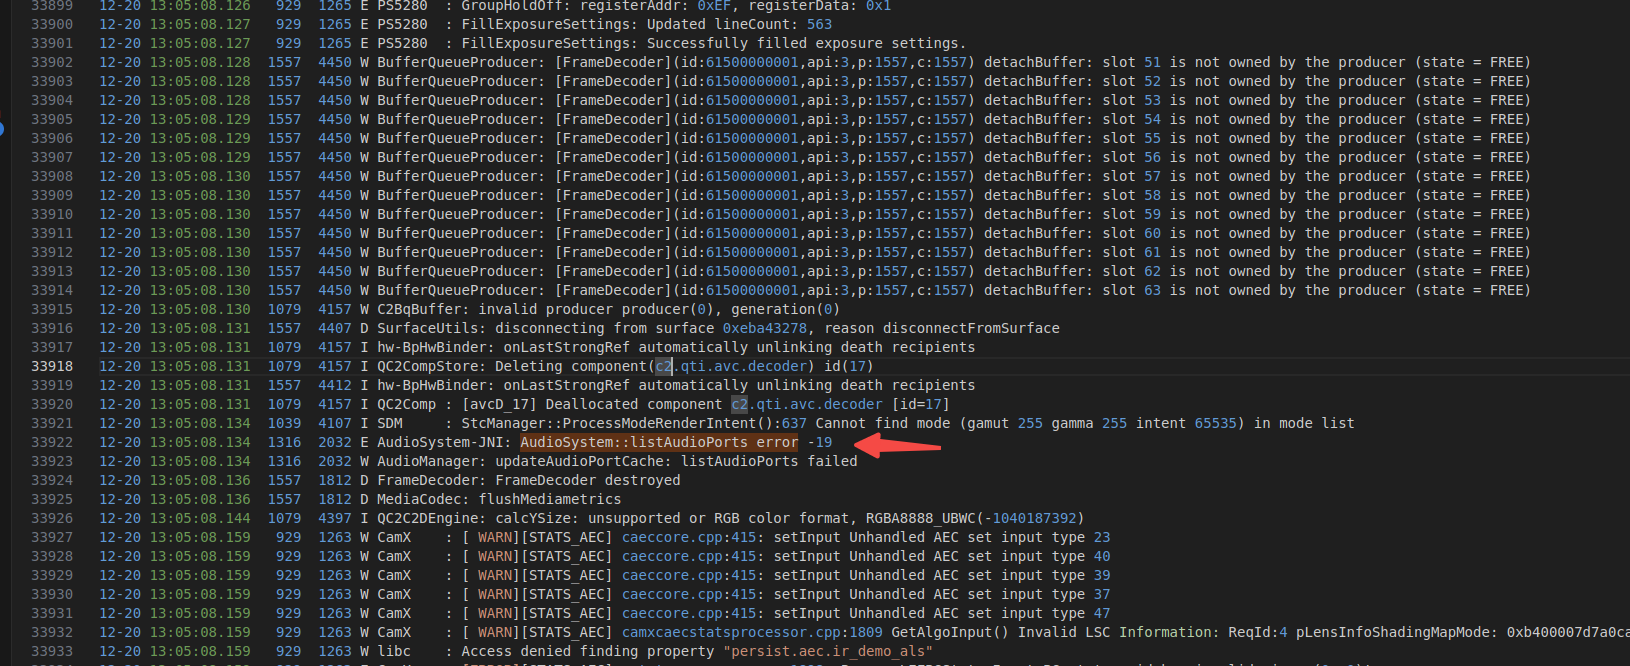 33899 12-20 13:05:08.126 929 1265 E PS5280 : GroupHoldOff: registerAddr: 0xEF, registerData: 0x1
33900 12-20 13:05:08.127 929 1265 E PS5280 : FillExposureSettings: Updated lineCount: 563
33901 12-20 13:05:08.127 929 1265 E PS5280 : FillExposureSettings: Successfully filled exposure settings.
33902 12-20 13:05:08.128 1557 4450 W BufferQueueProducer: [FrameDecoder](id:61500000001,api:3,p:1557,c:1557) detachBuffer: slot 51 is not owned by the producer (state = FREE)
33903 12-20 13:05:08.128 1557 4450 W BufferQueueProducer: [FrameDecoder](id:61500000001,api:3,p:1557,c:1557) detachBuffer: slot 52 is not owned by the producer (state = FREE)
33904 12-20 13:05:08.128 1557 4450 W BufferQueueProducer: [FrameDecoder](id:61500000001,api:3,p:1557,c:1557) detachBuffer: slot 53 is not owned by the producer (state = FREE)
33905 12-20 13:05:08.129 1557 4450 W BufferQueueProducer: [FrameDecoder](id:61500000001,api:3,p:1557,c:1557) detachBuffer: slot 54 is not owned by the producer (state = FREE)
33906 12-20 13:05:08.129 1557 4450 W BufferQueueProducer: [FrameDecoder](id:61500000001,api:3,p:1557,c:1557) detachBuffer: slot 55 is not owned by the producer (state = FREE)
33907 12-20 13:05:08.129 1557 4450 W BufferQueueProducer: [FrameDecoder](id:61500000001,api:3,p:1557,c:1557) detachBuffer: slot 56 is not owned by the producer (state = FREE)
33908 12-20 13:05:08.130 1557 4450 W BufferQueueProducer: [FrameDecoder](id:61500000001,api:3,p:1557,c:1557) detachBuffer: slot 57 is not owned by the producer (state = FREE)
33909 12-20 13:05:08.130 1557 4450 W BufferQueueProducer: [FrameDecoder](id:61500000001,api:3,p:1557,c:1557) detachBuffer: slot 58 is not owned by the producer (state = FREE)
33910 12-20 13:05:08.130 1557 4450 W BufferQueueProducer: [FrameDecoder](id:61500000001,api:3,p:1557,c:1557) detachBuffer: slot 59 is not owned by the producer (state = FREE)
33911 12-20 13:05:08.130 1557 4450 W BufferQueueProducer: [FrameDecoder](id:61500000001,api:3,p:1557,c:1557) detachBuffer: slot 60 is not owned by the producer (state = FREE)
33912 12-20 13:05:08.130 1557 4450 W BufferQueueProducer: [FrameDecoder](id:61500000001,api:3,p:1557,c:1557) detachBuffer: slot 61 is not owned by the producer (state = FREE)
33913 12-20 13:05:08.130 1557 4450 W BufferQueueProducer: [FrameDecoder](id:61500000001,api:3,p:1557,c:1557) detachBuffer: slot 62 is not owned by the producer (state = FREE)
33914 12-20 13:05:08.130 1557 4450 W BufferQueueProducer: [FrameDecoder](id:61500000001,api:3,p:1557,c:1557) detachBuffer: slot 63 is not owned by the producer (state = FREE)
33915 12-20 13:05:08.130 1079 4157 W C2BqBuffer: invalid producer producer(0), generation(0)
33916 12-20 13:05:08.131 1557 4407 D SurfaceUtils: disconnecting from surface 0xeba43278, reason disconnectFromSurface
33917 12-20 13:05:08.131 1079 4157 I hw-BpHwBinder: onLastStrongRef automatically unlinking death recipients
33918 12-20 13:05:08.131 1079 4157 I QC2CompStore: Deleting component(c2.qti.avc.decoder) id(17)
33919 12-20 13:05:08.131 1557 4412 I hw-BpHwBinder: onLastStrongRef automatically unlinking death recipients
33920 12-20 13:05:08.131 1079 4157 I QC2Comp : [avcD_17] Deallocated component c2.qti.avc.decoder [id=17]
33921 12-20 13:05:08.134 1039 4107 I SDM : StcManager::ProcessModeRenderIntent():637 Cannot find mode (gamut 255 gamma 255 intent 65535) in mode list
33922 12-20 13:05:08.134 1316 2032 E AudioSystem-JNI: AudioSystem::listAudioPorts error -19
33923 12-20 13:05:08.134 1316 2032 W AudioManager: updateAudioPortCache: listAudioPorts failed
33924 12-20 13:05:08.136 1557 1812 D FrameDecoder: FrameDecoder destroyed
33925 12-20 13:05:08.136 1557 1812 D MediaCodec: flushMediametrics
33926 12-20 13:05:08.144 1079 4397 I QC2C2DEngine: calcYSize: unsupported or RGB color format, RGBA8888_UBWC(-1040187392)
33927 12-20 13:05:08.159 929 1263 W CamX : [ WARN][STATS_AEC] caeccore.cpp:415: setInput Unhandled AEC set input type 23
33928 12-20 13:05:08.159 929 1263 W CamX : [ WARN][STATS_AEC] caeccore.cpp:415: setInput Unhandled AEC set input type 40
33929 12-20 13:05:08.159 929 1263 W CamX : [ WARN][STATS_AEC] caeccore.cpp:415: setInput Unhandled AEC set input type 39
33930 12-20 13:05:08.159 929 1263 W CamX : [ WARN][STATS_AEC] caeccore.cpp:415: setInput Unhandled AEC set input type 37
33931 12-20 13:05:08.159 929 1263 W CamX : [ WARN][STATS_AEC] caeccore.cpp:415: setInput Unhandled AEC set input type 47
33932 12-20 13:05:08.159 929 1263 W CamX : [ WARN][STATS_AEC] camxcaecstatsprocessor.cpp:1809 GetAlgoInput() Invalid LSC Information: ReqId:4 pLensInfoShadingMapMode: 0xb400007d7a0ca
33933 12-20 13:05:08.159 929 1263 W libc : Access denied finding property "persist.aec.ir_demo_als"